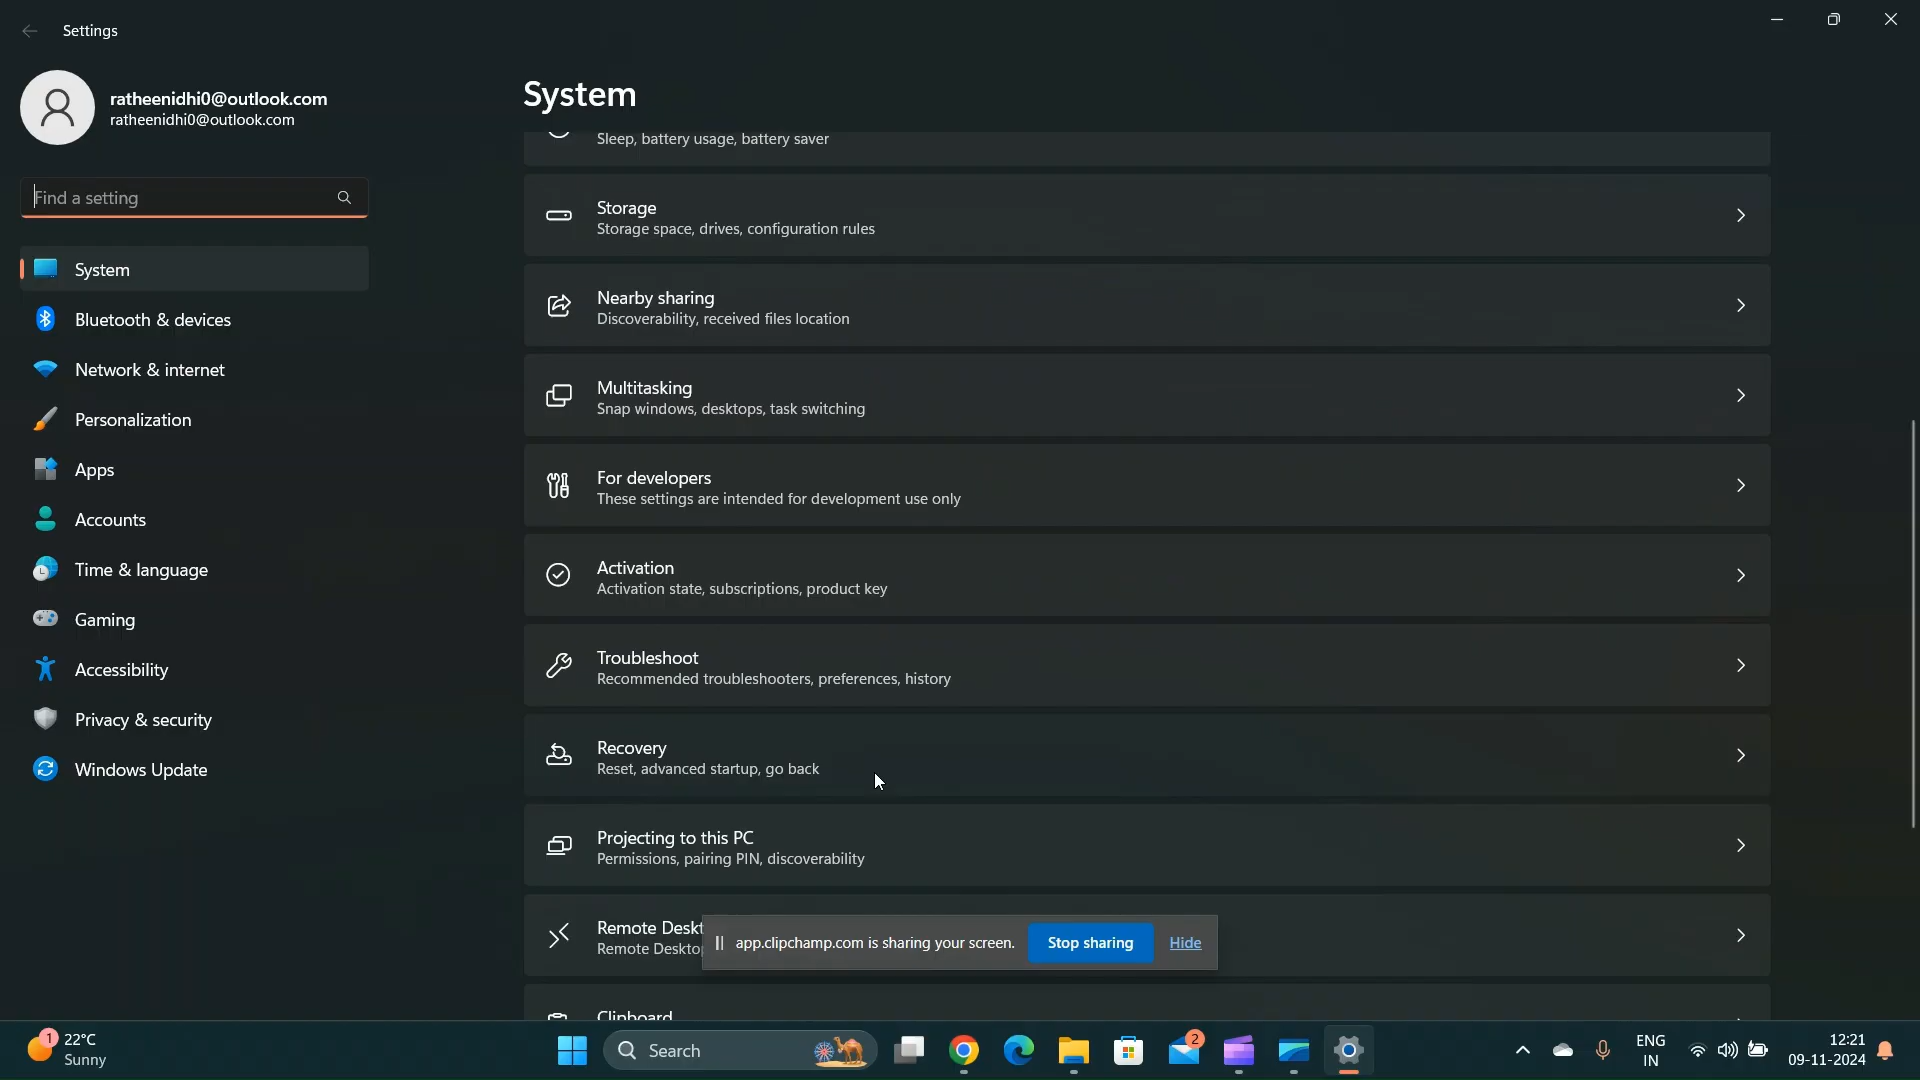 Settings
ratheenidhi0@outlook.com
ratheenidhi0@outlook.com
Find a setting
System
Bluetooth & devices
Network & internet
Personalization
Apps
Accounts
Time & language
Gaming
Accessibility
Privacy & security
Windows Update
System
Sleep, battery usage, battery saver
Storage
Storage space, drives, configuration rules
Nearby sharing
Discoverability, received files location
Multitasking
Snap windows, desktops, task switching
For developers
These settings are intended for development use only
Activation
Activation state, subscriptions, product key
Troubleshoot
Recommended troubleshooters, preferences, history
Recovery
Reset, advanced startup, go back
Projecting to this PC
Permissions, pairing PIN, discoverability
Remote Deskt
Remote Deskto
app.clipchamp.com is sharing your screen.
Stop sharing
Hide
Clipboard
1
22°C
Sunny
Search
2
ENG
IN
12:21
09-11-2024